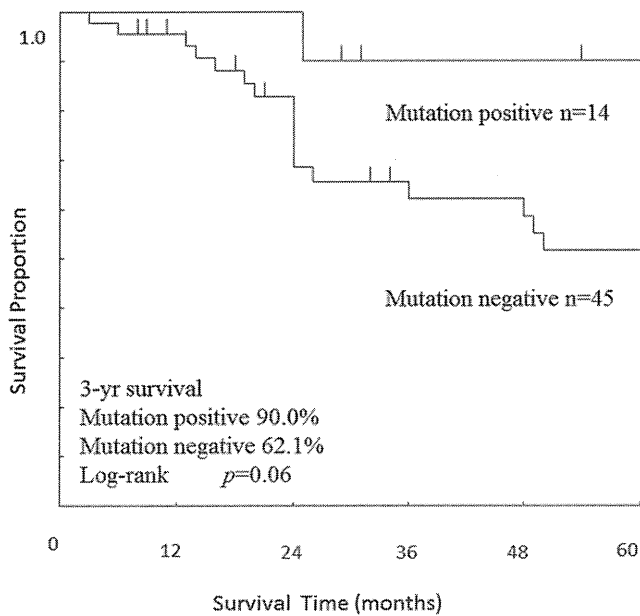 1.0
Survival Proportion
Mutation positive n=14
Mutation negative n=45
3-yr survival
Mutation positive 90.0%
Mutation negative 62.1%
Log-rank p=0.06
0 12 24 36 48 60
Survival Time (months)